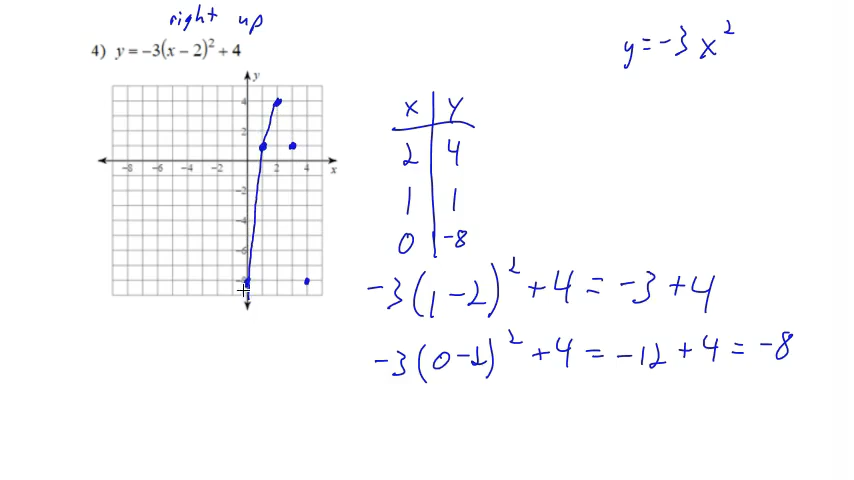 right up
4) y = −3(x − 2)² + 4
y = -3 x²
y
4
2
-8 -6 -4 -2 2 4 x
-2
-4
-6
-8
x y
2 4
1 1
0 -8
-3(1-2)² + 4 = -3 + 4
-3(0-2)² + 4 = -12 + 4 = -8